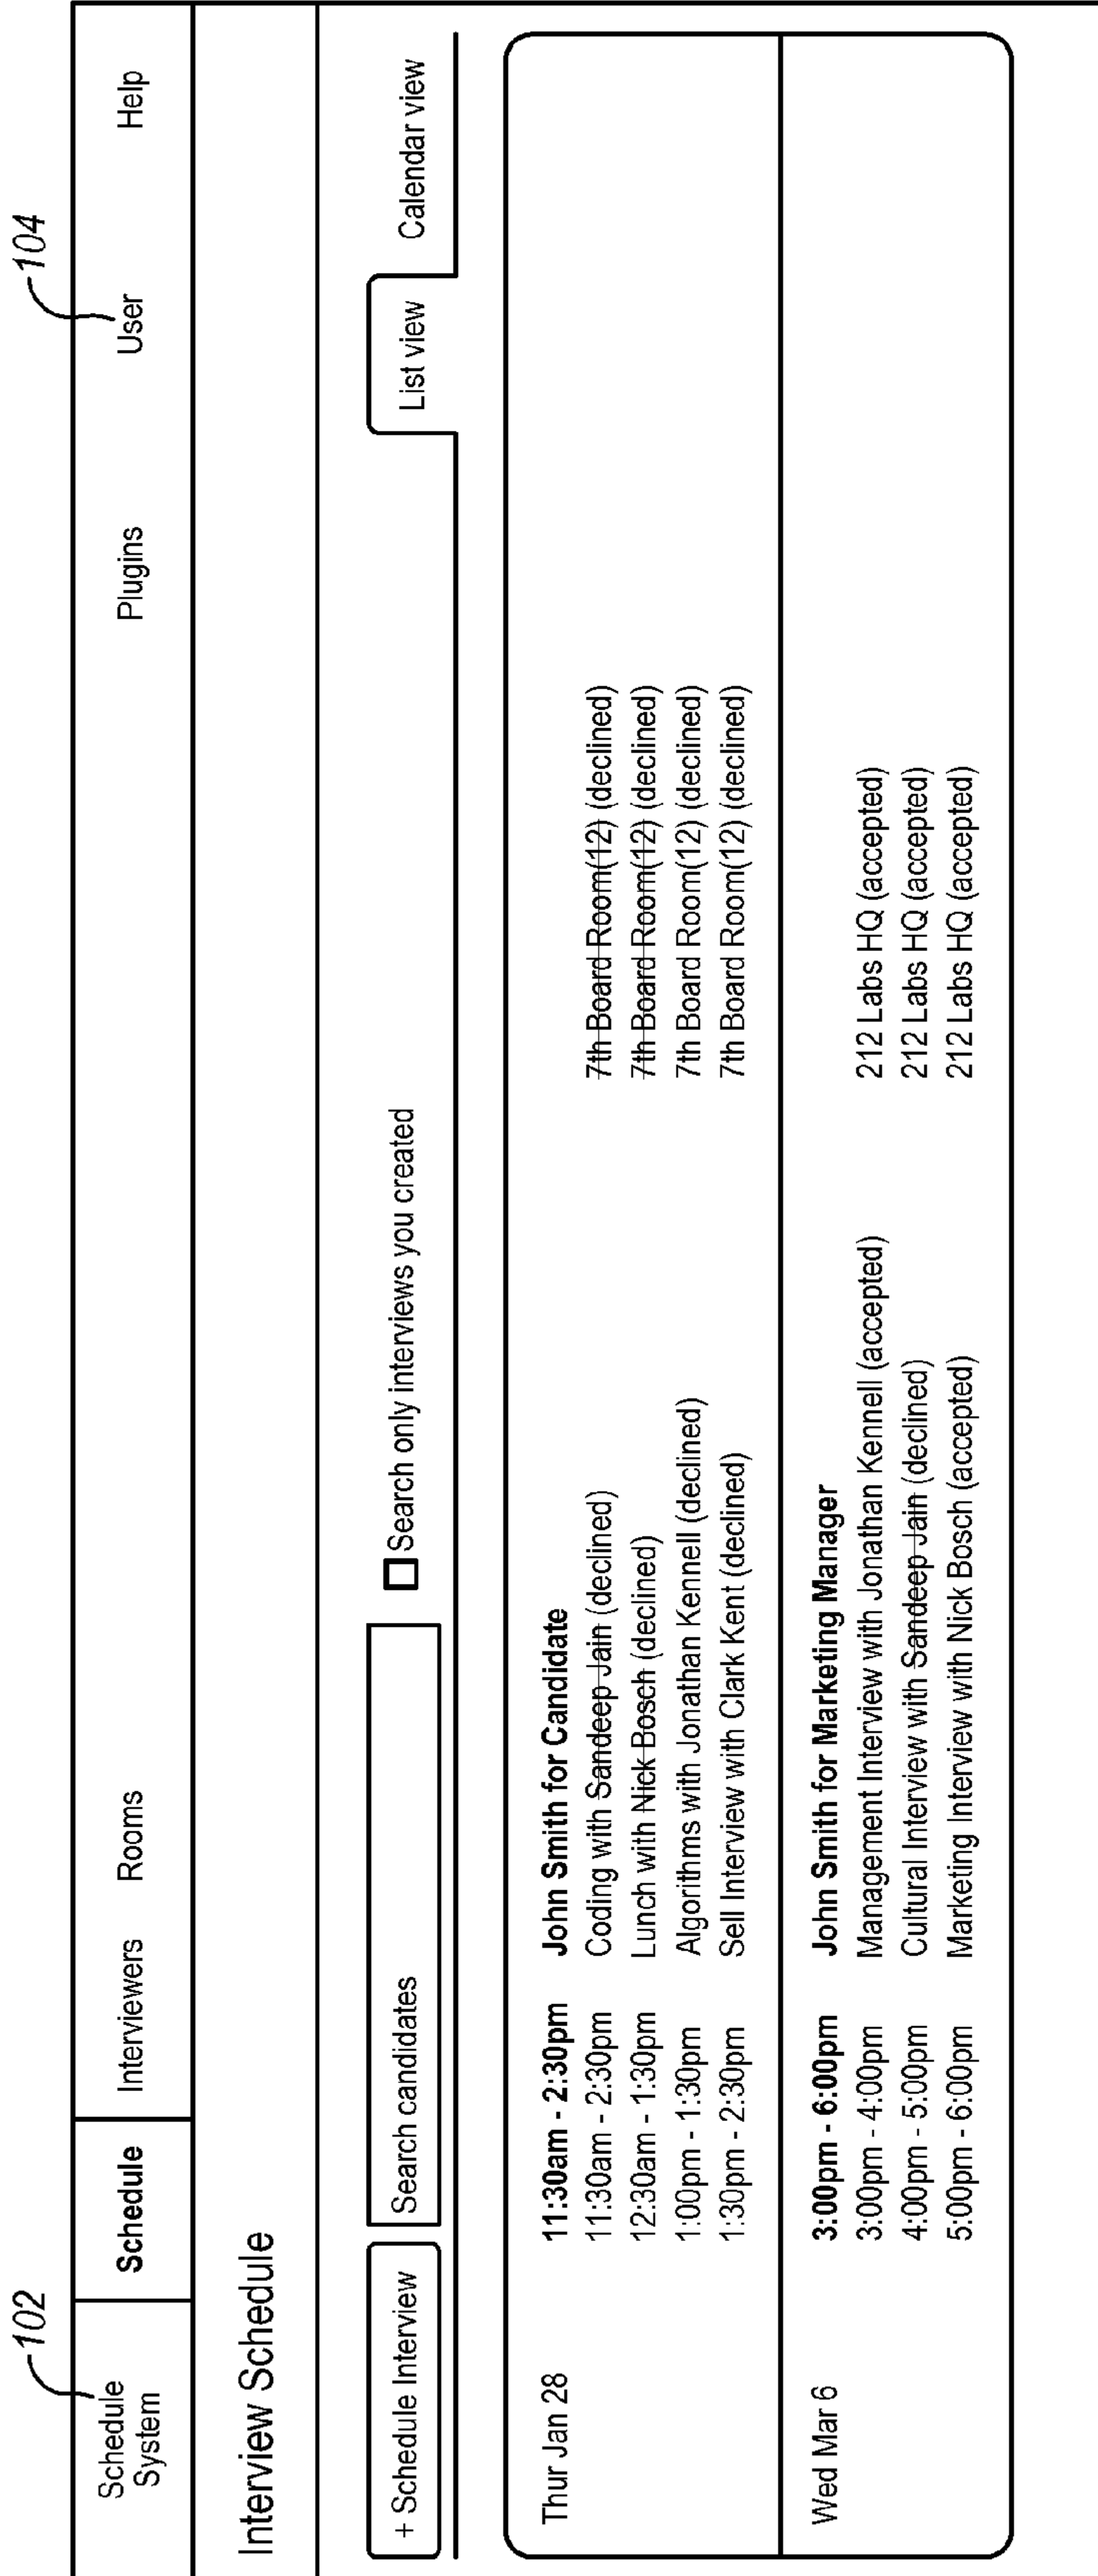 102
104
Schedule System
Schedule
Interviewers
Rooms
Plugins
User
Help
Interview Schedule
+ Schedule Interview
Search candidates
Search only interviews you created
List view
Calendar view
Thur Jan 28
11:30am - 2:30pm John Smith for Candidate
11:30am - 2:30pm Coding with Sandeep Jain (declined) 7th Board Room(12) (declined)
12:30am - 1:30pm Lunch with Nick Bosch (declined) 7th Board Room(12) (declined)
1:00pm - 1:30pm Algorithms with Jonathan Kennell (declined) 7th Board Room(12) (declined)
1:30pm - 2:30pm Sell Interview with Clark Kent (declined) 7th Board Room(12) (declined)
Wed Mar 6
3:00pm - 6:00pm John Smith for Marketing Manager
3:00pm - 4:00pm Management Interview with Jonathan Kennell (accepted) 212 Labs HQ (accepted)
4:00pm - 5:00pm Cultural Interview with Sandeep Jain (declined) 212 Labs HQ (accepted)
5:00pm - 6:00pm Marketing Interview with Nick Bosch (accepted) 212 Labs HQ (accepted)